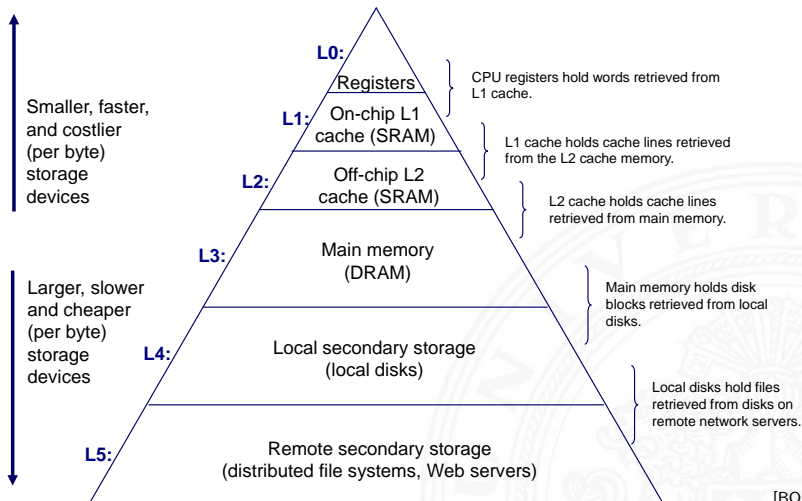 L0:
Registers
CPU registers hold words retrieved from
L1 cache.
Smaller, faster,
and costlier
(per byte)
storage
devices
L1:
On-chip L1
cache (SRAM)
L1 cache holds cache lines retrieved
from the L2 cache memory.
L2:
Off-chip L2
cache (SRAM)
L2 cache holds cache lines
retrieved from main memory.
L3:
Main memory
(DRAM)
Main memory holds disk
blocks retrieved from local
disks.
Larger, slower
and cheaper
(per byte)
storage
devices
L4:
Local secondary storage
(local disks)
Local disks hold files
retrieved from disks on
remote network servers.
L5:
Remote secondary storage
(distributed file systems, Web servers)
[BO